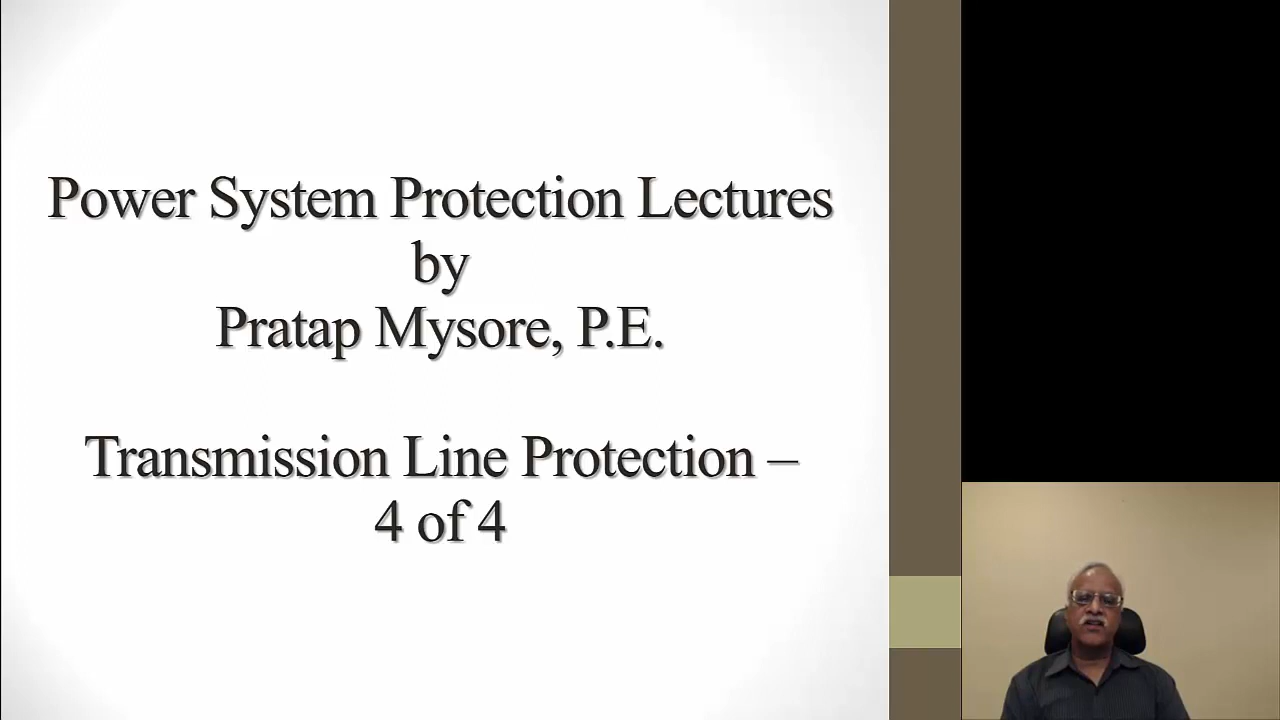 Power System Protection Lectures
by
Pratap Mysore, P.E.
Transmission Line Protection –
4 of 4